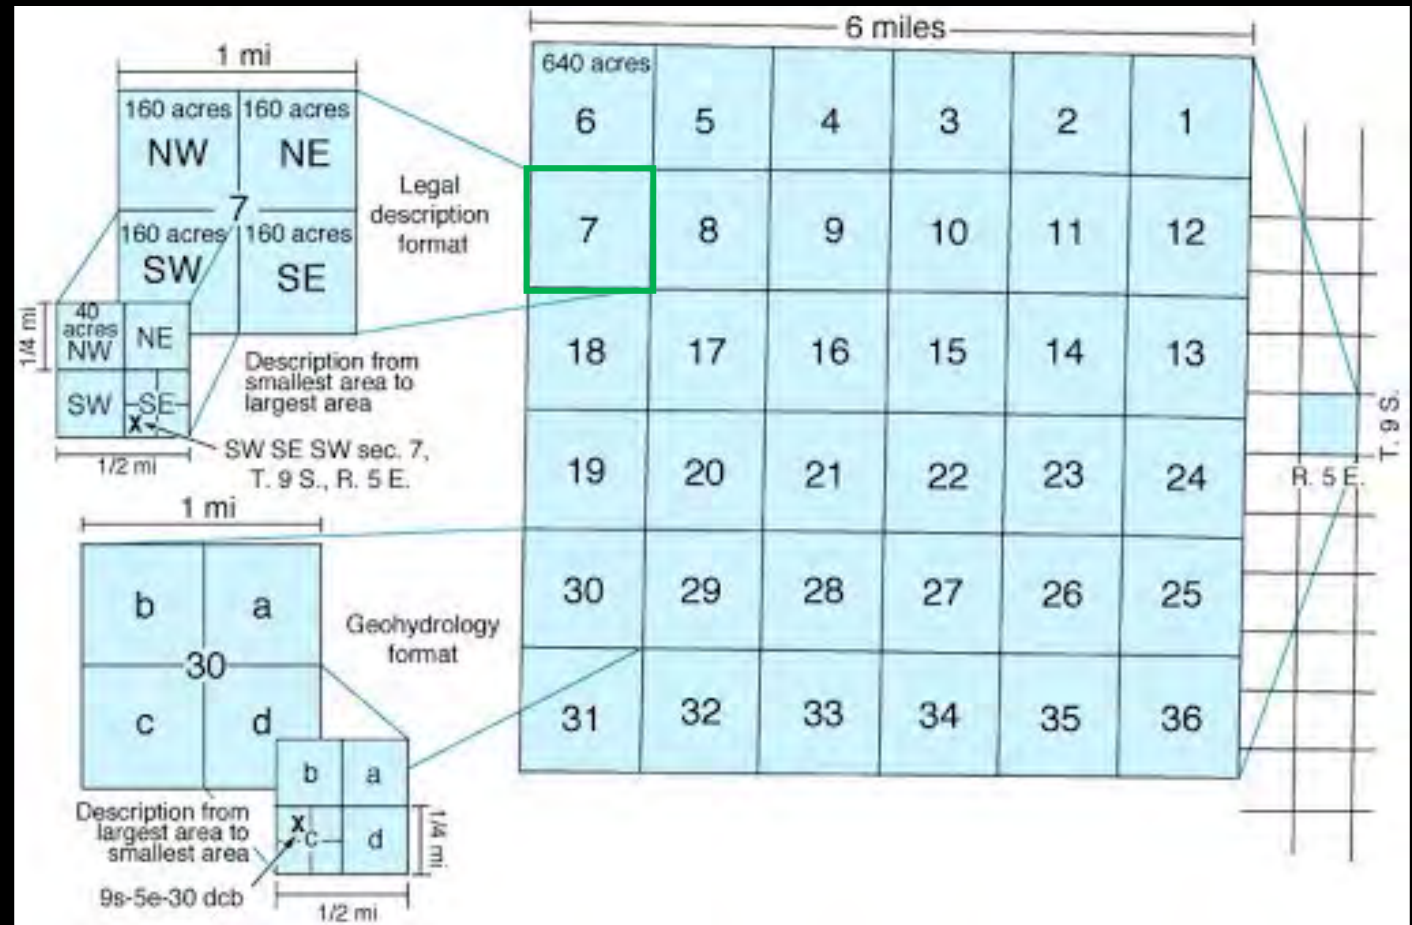 6 miles
640 acres
6 5 4 3 2 1
7 8 9 10 11 12
18 17 16 15 14 13
19 20 21 22 23 24
30 29 28 27 26 25
31 32 33 34 35 36
T. 9 S.
R. 5 E.
1 mi
160 acres 160 acres
NW NE
7
160 acres 160 acres
SW SE
Legal
description
format
1/4 mi
40
acres
NW NE
SW SE
X
1/2 mi
Description from
smallest area to
largest area
SW SE SW sec. 7,
T. 9 S., R. 5 E.
1 mi
b a
30
c d
Geohydrology
format
b a
X
c d
1/4 mi
1/2 mi
Description from
largest area to
smallest area
9s-5e-30 dcb